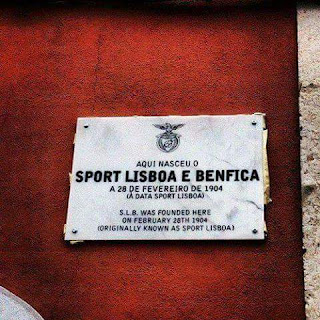 AQUI NASCEU O
SPORT LISBOA E BENFICA
A 28 DE FEVEREIRO DE 1904
(À DATA SPORT LISBOA)
S.L.B. WAS FOUNDED HERE
ON FEBRUARY 28TH 1904
(ORIGINALLY KNOWN AS SPORT LISBOA)